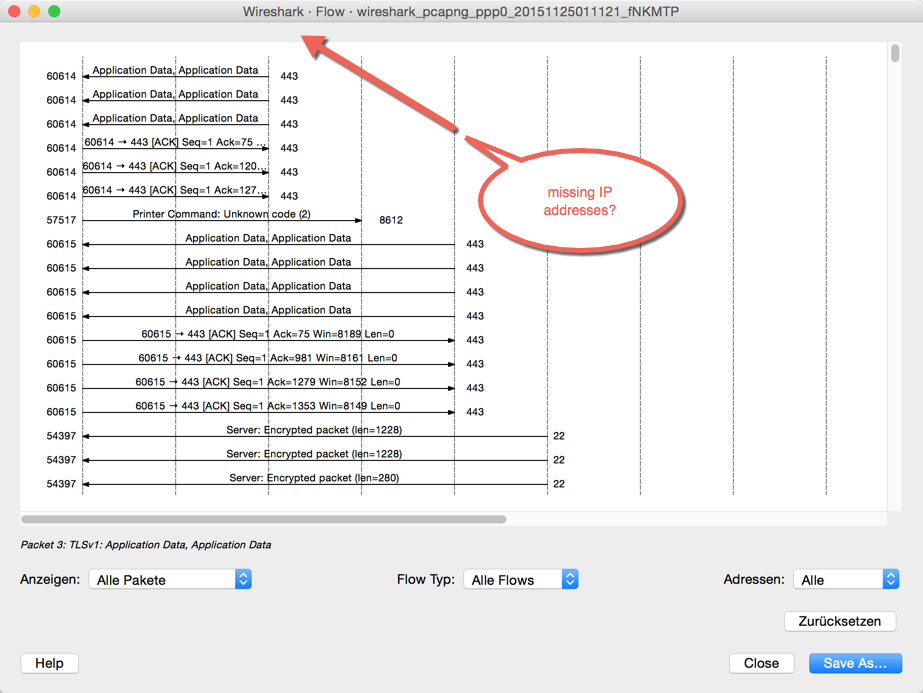 Wireshark · Flow · wireshark_pcapng_ppp0_20151125011121_fNKMTP
60614 Application Data, Application Data 443
60614 Application Data, Application Data 443
60614 Application Data, Application Data 443
60614 60614 → 443 [ACK] Seq=1 Ack=75 ... 443
60614 60614 → 443 [ACK] Seq=1 Ack=120... 443
60614 60614 → 443 [ACK] Seq=1 Ack=127... 443
missing IP
addresses?
57517 Printer Command: Unknown code (2) 8612
60615 Application Data, Application Data 443
60615 Application Data, Application Data 443
60615 Application Data, Application Data 443
60615 Application Data, Application Data 443
60615 60615 → 443 [ACK] Seq=1 Ack=75 Win=8189 Len=0 443
60615 60615 → 443 [ACK] Seq=1 Ack=981 Win=8161 Len=0 443
60615 60615 → 443 [ACK] Seq=1 Ack=1279 Win=8152 Len=0 443
60615 60615 → 443 [ACK] Seq=1 Ack=1353 Win=8149 Len=0 443
54397 Server: Encrypted packet (len=1228) 22
54397 Server: Encrypted packet (len=1228) 22
54397 Server: Encrypted packet (len=280) 22
Packet 3: TLSv1: Application Data, Application Data
Anzeigen: Alle Pakete Flow Typ: Alle Flows Adressen: Alle
Zurücksetzen
Help Close Save As...